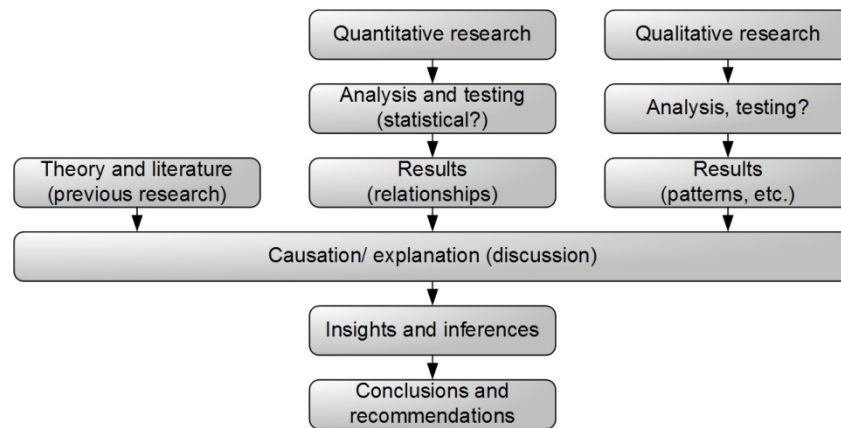 Quantitative research
Qualitative research
Analysis and testing
(statistical?)
Analysis, testing?
Theory and literature
(previous research)
Results
(relationships)
Results
(patterns, etc.)
Causation/ explanation (discussion)
Insights and inferences
Conclusions and
recommendations